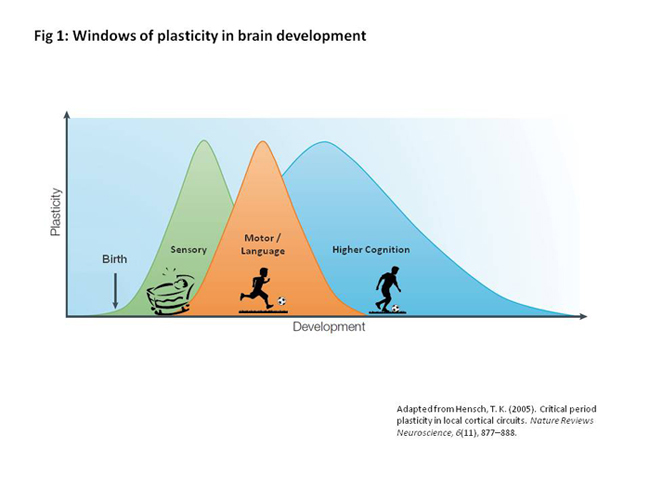 Fig 1: Windows of plasticity in brain development
Plasticity
Birth
Sensory
Motor /
Language
Higher Cognition
Development
Adapted from Hensch, T. K. (2005). Critical period
plasticity in local cortical circuits. Nature Reviews
Neuroscience, 6(11), 877–888.